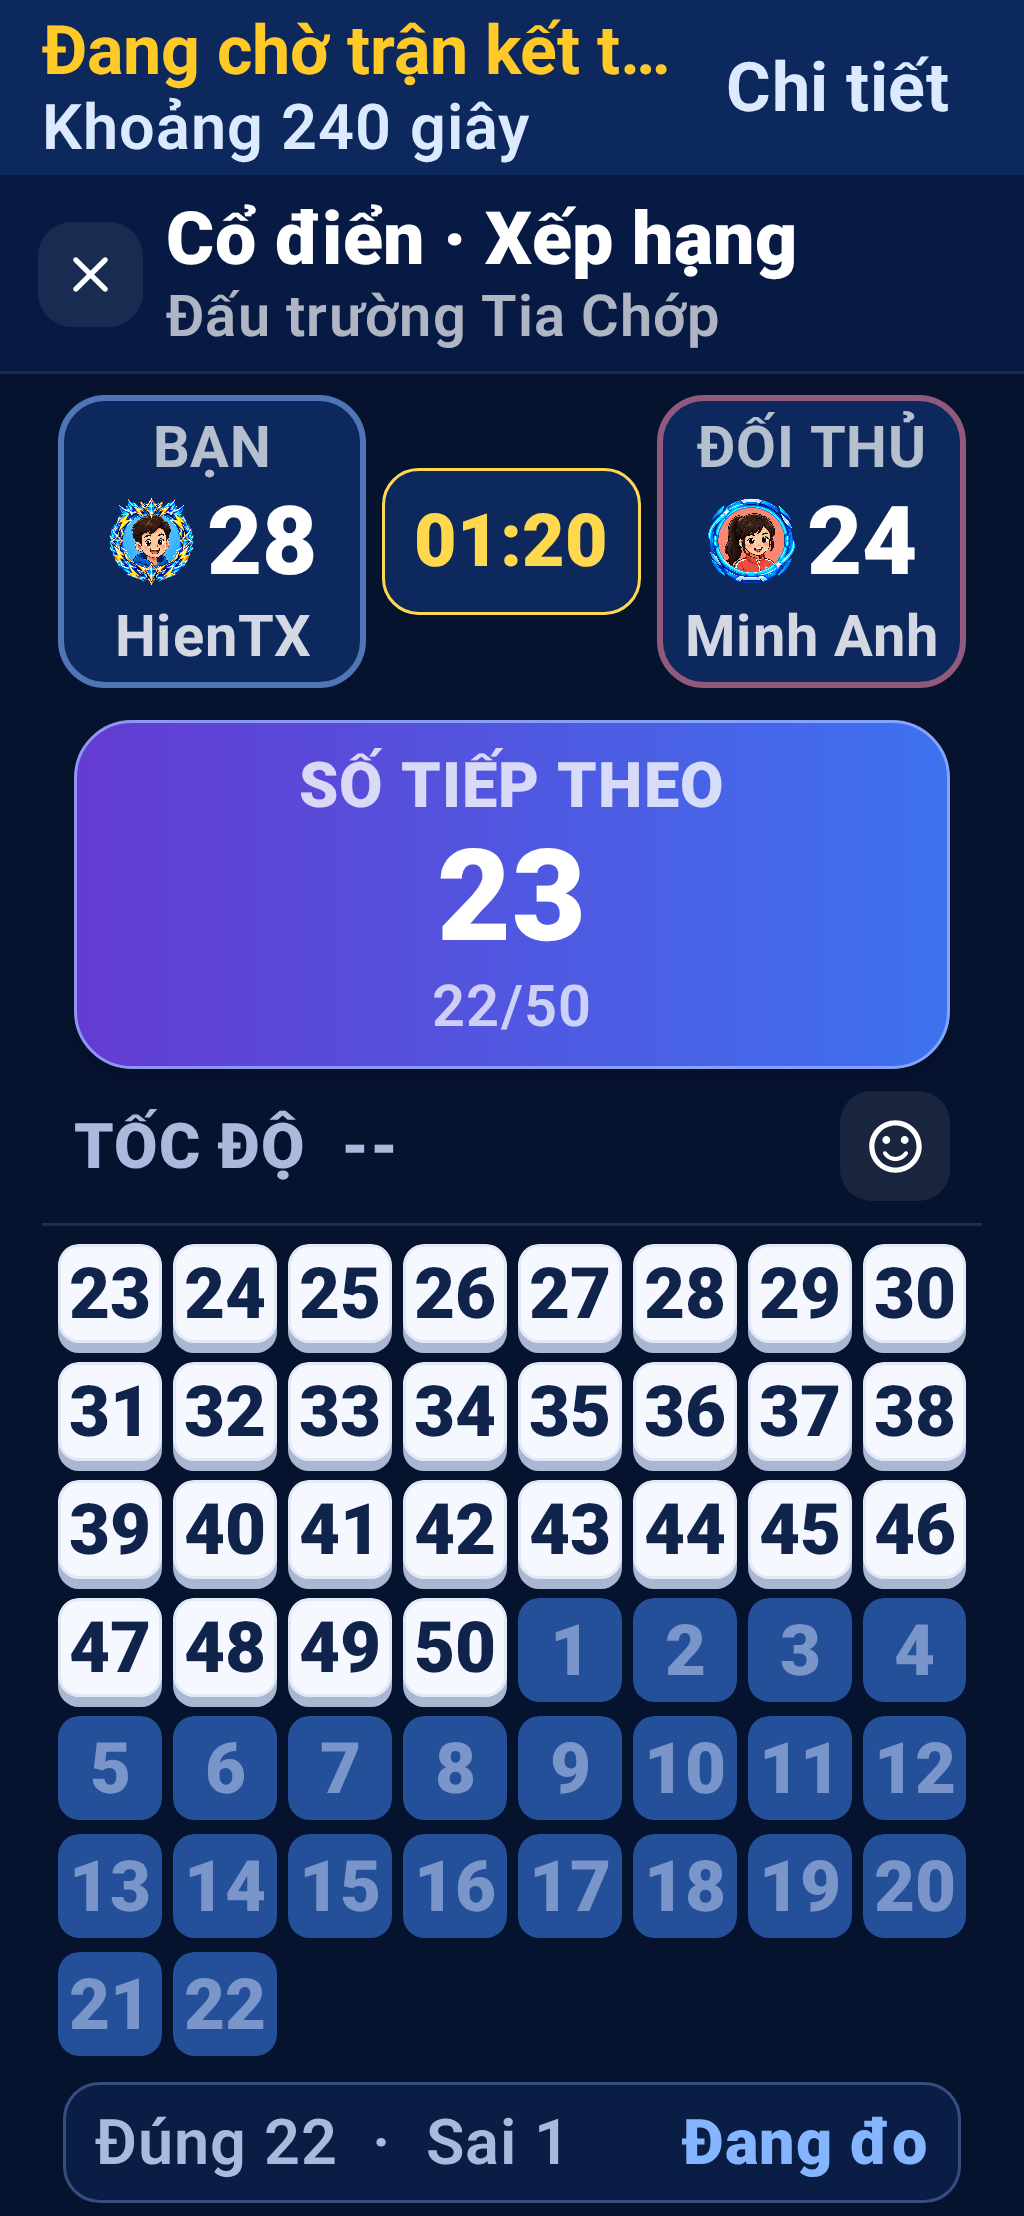 Đang chờ trận kết t...
Khoảng 240 giây
Chi tiết
Cổ điển · Xếp hạng
Đấu trường Tia Chớp
BẠN
28
HienTX
01:20
ĐỐI THỦ
24
Minh Anh
SỐ TIẾP THEO
23
22/50
TỐC ĐỘ --
23 24 25 26 27 28 29 30
31 32 33 34 35 36 37 38
39 40 41 42 43 44 45 46
47 48 49 50 1 2 3 4
5 6 7 8 9 10 11 12
13 14 15 16 17 18 19 20
21 22
Đúng 22 · Sai 1 Đang đo